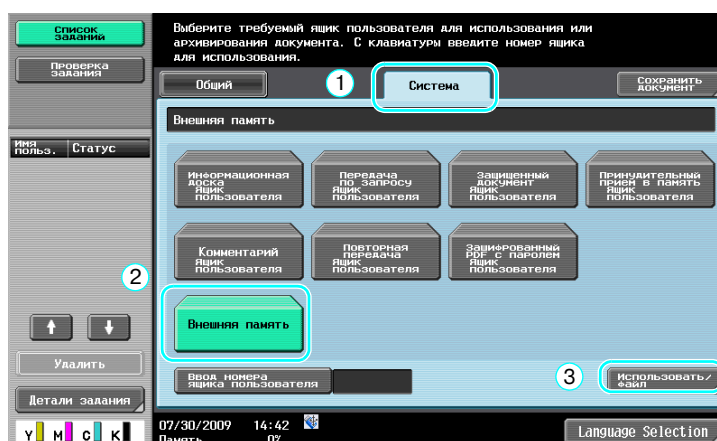 Список
заданий
Проверка
задания
Имя
польз.
Статус
Удалить
Детали задания
Y M C K
Выберите требуемый ящик пользователя для использования или
архивирования документа. С клавиатуры введите номер ящика
для использования.
Общий
1
Система
Сохранить
документ
Внешняя память
Информационная
доска
Ящик
пользователя
Передача
по запросу
Ящик
пользователя
Защищенный
документ
Ящик
пользователя
Принудительный
прием в память
Ящик
пользователя
Комментарий
Ящик
пользователя
Повторная
передача
Ящик
пользователя
Зашифрованный
PDF с паролем
Ящик
пользователя
2
Внешняя память
Ввод номера
ящика пользователя
3
Использовать/
файл
07/30/2009 14:42
Память 0%
Language Selection